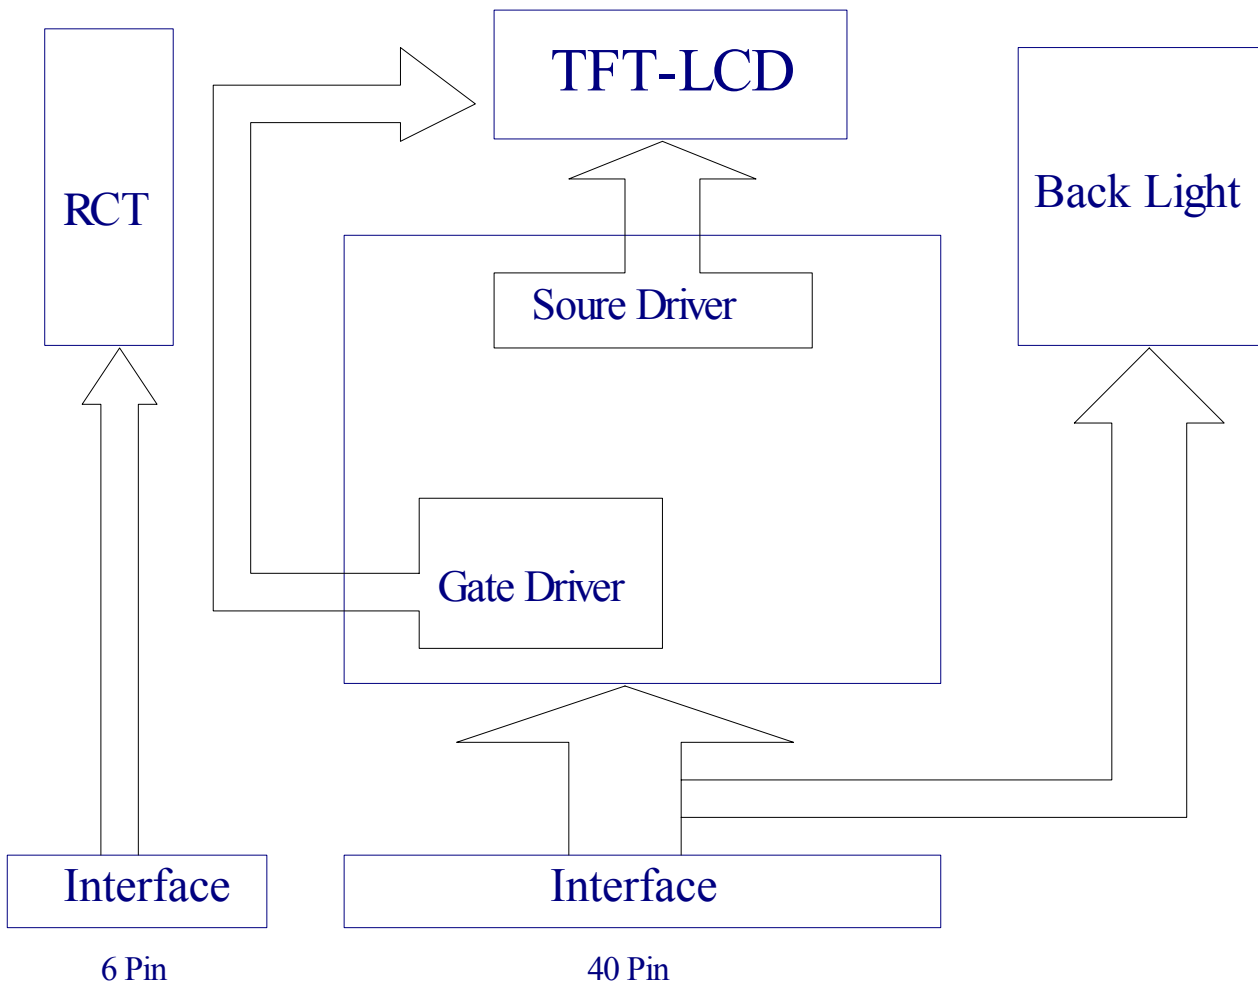 TFT-LCD
RCT
Back Light
Soure Driver
Gate Driver
Interface
Interface
6 Pin
40 Pin